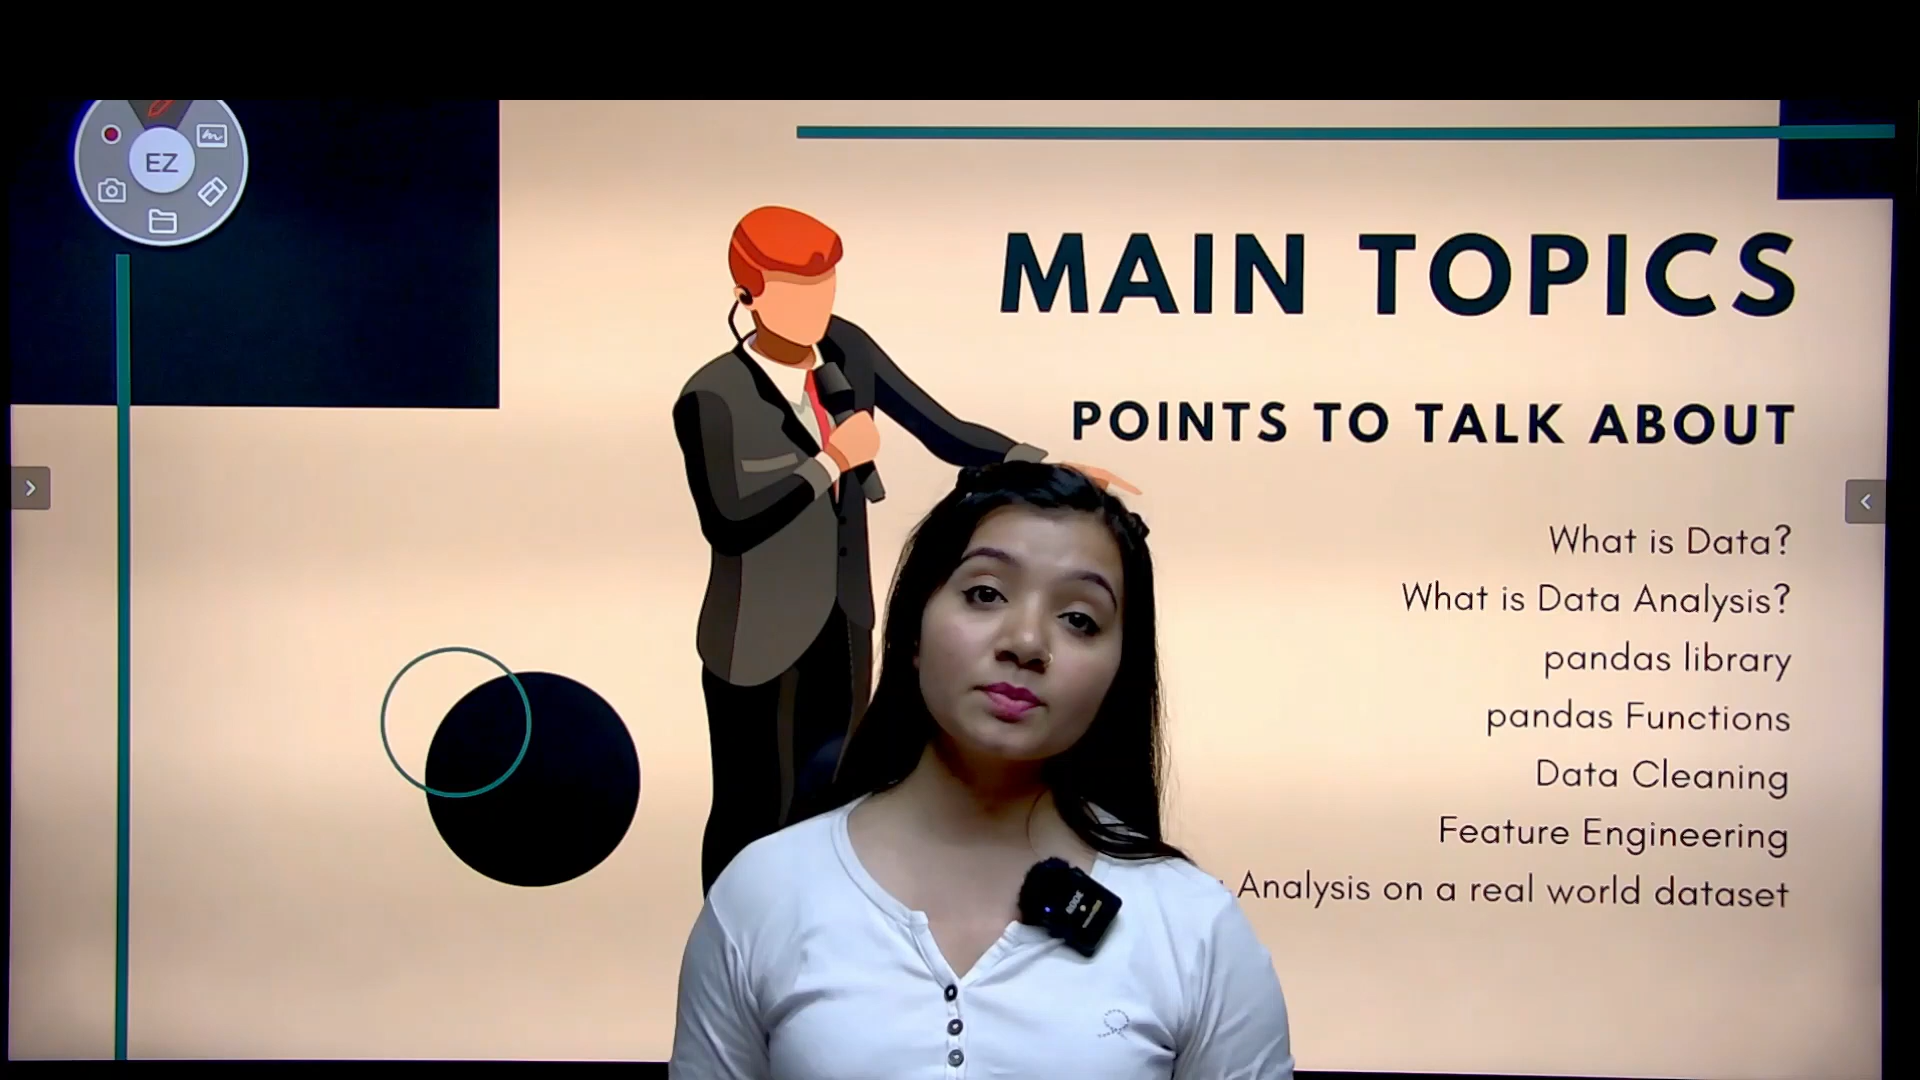 EZ
MAIN TOPICS
POINTS TO TALK ABOUT
What is Data?
What is Data Analysis?
pandas library
pandas Functions
Data Cleaning
Feature Engineering
Analysis on a real world dataset